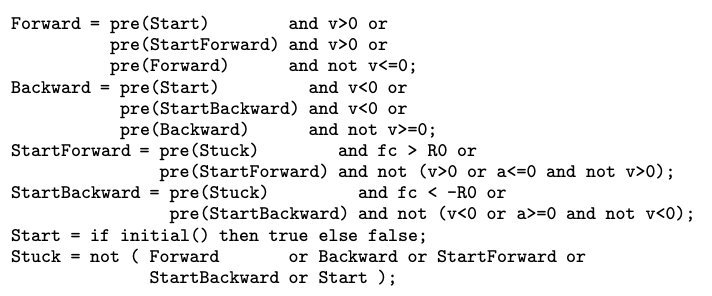 Forward = pre(Start) and v>0 or
pre(StartForward) and v>0 or
pre(Forward) and not v<=0;
Backward = pre(Start) and v<0 or
pre(StartBackward) and v<0 or
pre(Backward) and not v>=0;
StartForward = pre(Stuck) and fc > R0 or
pre(StartForward) and not (v>0 or a<=0 and not v>0);
StartBackward = pre(Stuck) and fc < -R0 or
pre(StartBackward) and not (v<0 or a>=0 and not v<0);
Start = if initial() then true else false;
Stuck = not ( Forward or Backward or StartForward or
StartBackward or Start );